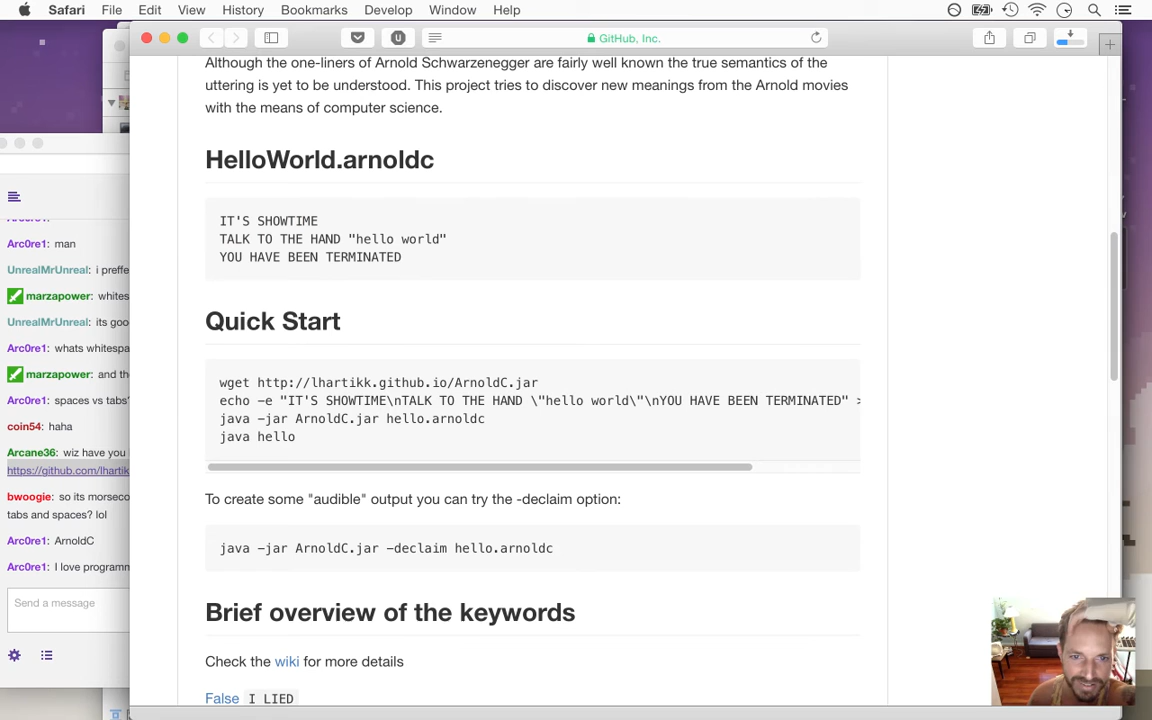 Safari File Edit View History Bookmarks Develop Window Help
GitHub, Inc.
Although the one-liners of Arnold Schwarzenegger are fairly well known the true semantics of the
uttering is yet to be understood. This project tries to discover new meanings from the Arnold movies
with the means of computer science.
HelloWorld.arnoldc
IT'S SHOWTIME
TALK TO THE HAND "hello world"
YOU HAVE BEEN TERMINATED
Quick Start
wget http://lhartikk.github.io/ArnoldC.jar
echo -e "IT'S SHOWTIME\nTALK TO THE HAND \"hello world\"\nYOU HAVE BEEN TERMINATED" >
java -jar ArnoldC.jar hello.arnoldc
java hello
To create some "audible" output you can try the -declaim option:
java -jar ArnoldC.jar -declaim hello.arnoldc
Brief overview of the keywords
Check the wiki for more details
False I LIED
Arc0re1:
Arc0re1: man
UnrealMrUnreal: i preffe
marzapower: whites
UnrealMrUnreal: its goo
Arc0re1: whats whitespa
marzapower: and the
Arc0re1: spaces vs tabs?
coin54: haha
Arcane36: wiz have you
https://github.com/lhartik
bwoogie: so its morseco
tabs and spaces? lol
Arc0re1: ArnoldC
Arc0re1: I love programm
Send a message